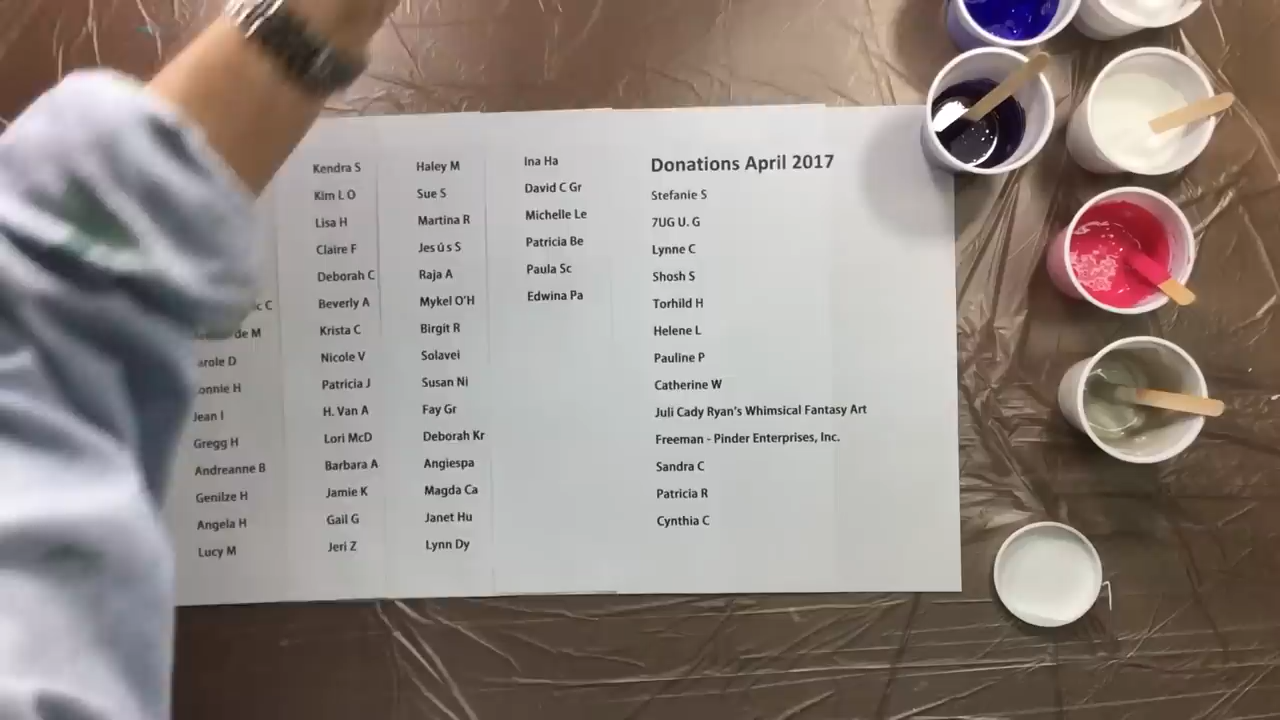 de M
Jean I
Gregg H
Andreanne B
Genilze H
Angela H
Lucy M
Kendra S
Kim L O
Lisa H
Claire F
Deborah C
Beverly A
Krista C
Nicole V
Patricia J
H. Van A
Lori McD
Barbara A
Jamie K
Gail G
Jeri Z
Haley M
Sue S
Martina R
Jesús S
Raja A
Mykel O'H
Birgit R
Solavei
Susan Ni
Fay Gr
Deborah Kr
Angiespa
Magda Ca
Janet Hu
Lynn Dy
Ina Ha
David C Gr
Michelle Le
Patricia Be
Paula Sc
Edwina Pa
Donations April 2017
Stefanie S
7UG U. G
Lynne C
Shosh S
Torhild H
Helene L
Pauline P
Catherine W
Juli Cady Ryan's Whimsical Fantasy Art
Freeman - Pinder Enterprises, Inc.
Sandra C
Patricia R
Cynthia C